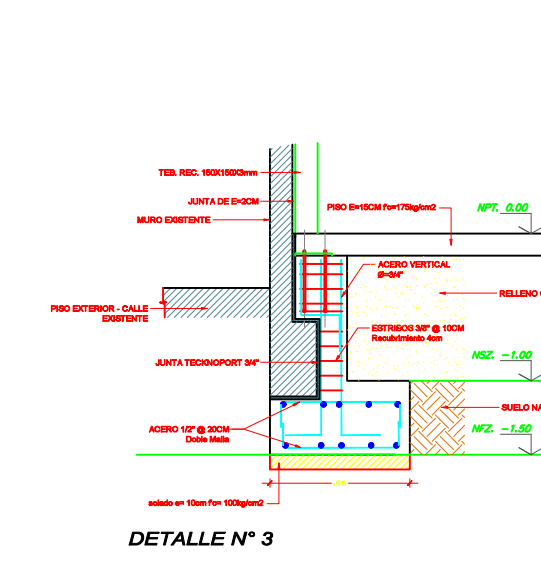 TEB. REC. 150X150X3mm
JUNTA DE E=2CM
PISO E=15CM f'c=175kg/cm2
NPT. 0.00
MURO EXISTENTE
ACERO VERTICAL
Ø=3/4"
RELLENO
PISO EXTERIOR - CALLE
EXISTENTE
ESTRIBOS 3/8" @ 10CM
Recubrimiento 4cm
JUNTA TECKNOPORT 3/4"
NSZ. -1.00
SUELO NA
ACERO 1/2" @ 20CM
Doble Malla
NFZ. -1.50
solado e= 10cm f'c= 100kg/cm2
DETALLE N° 3